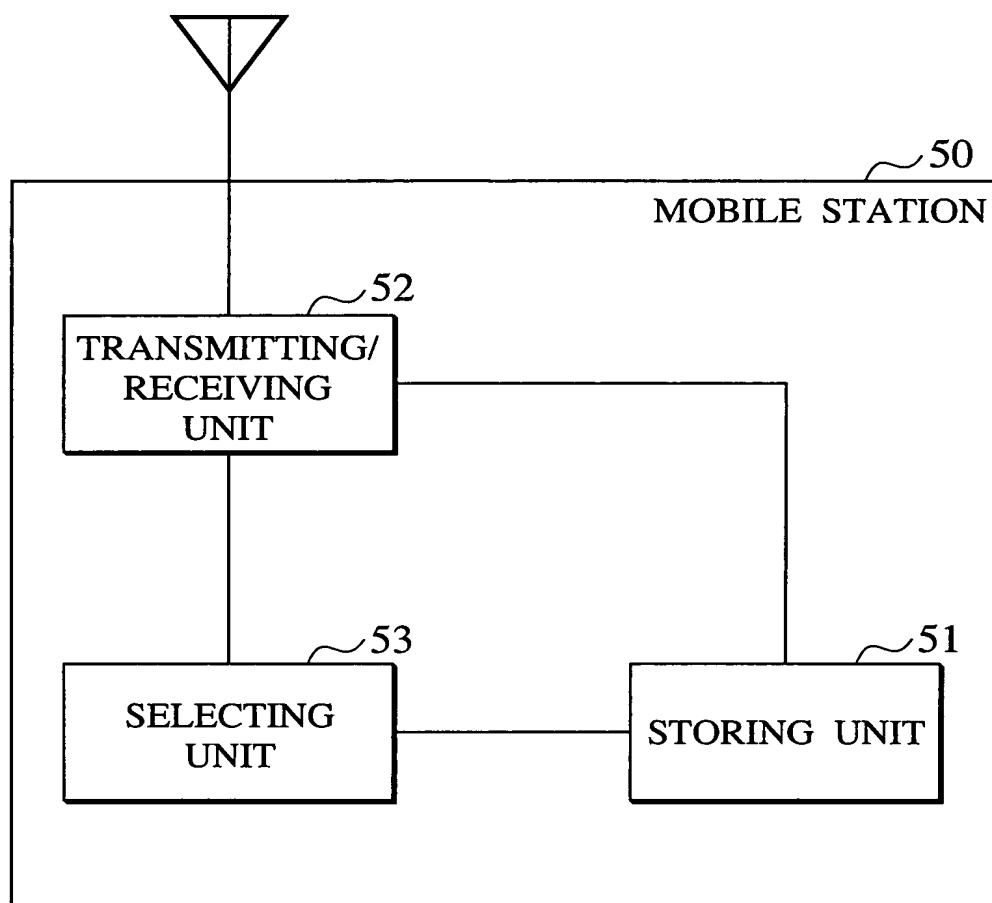 50
MOBILE STATION
52
TRANSMITTING/
RECEIVING
UNIT
53
SELECTING
UNIT
51
STORING UNIT